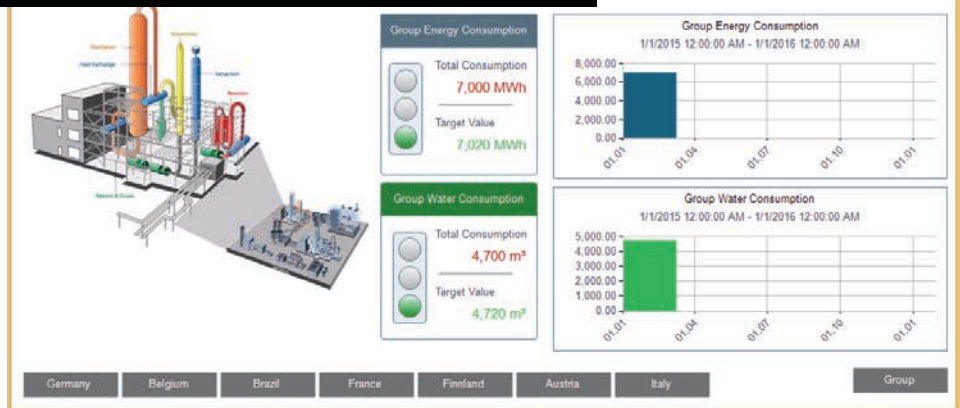 Absorption
Heat Exchange
Extraction
Reaction
Group Energy Consumption
Total Consumption
7,000 MWh
Target Value
7,020 MWh
Group Energy Consumption
1/1/2015 12:00:00 AM - 1/1/2016 12:00:00 AM
8,000.00
6,000.00
4,000.00
2,000.00
0.00
01.01
01.04
01.07
01.10
01.01
Group Water Consumption
Total Consumption
4,700 m³
Target Value
4,720 m³
Group Water Consumption
1/1/2015 12:00:00 AM - 1/1/2016 12:00:00 AM
5,000.00
4,000.00
3,000.00
2,000.00
1,000.00
0.00
01.01
01.04
01.07
01.10
01.01
Germany
Belgium
Brazil
France
Finnland
Austria
Italy
Group